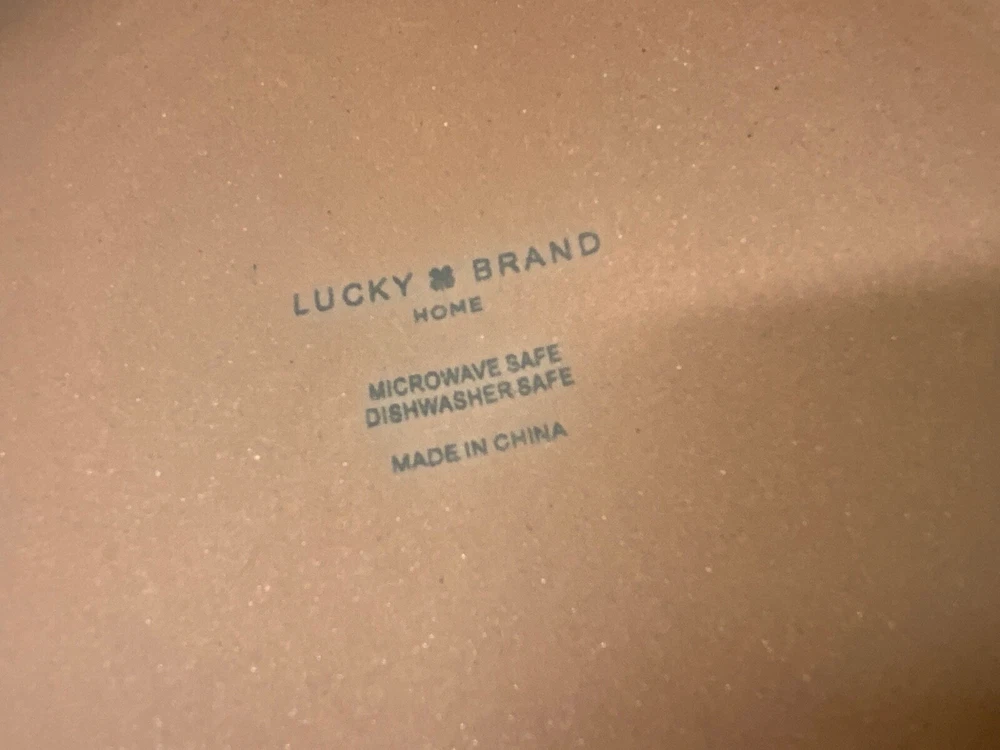 LUCKY BRAND
HOME
MICROWAVE SAFE
DISHWASHER SAFE
MADE IN CHINA